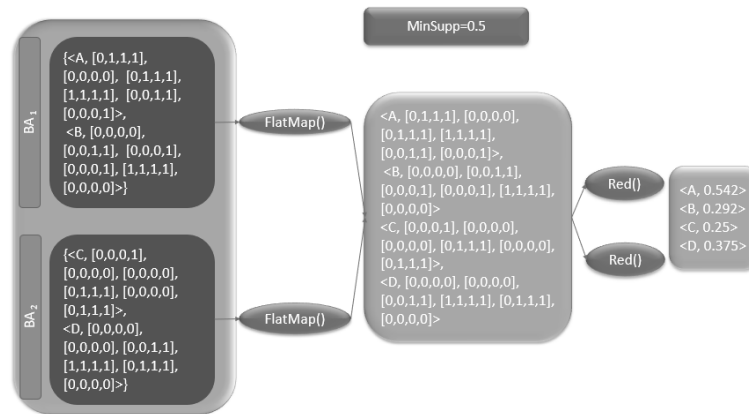 MinSupp=0.5
BA1
{<A, [0,1,1,1],
[0,0,0,0], [0,1,1,1],
[1,1,1,1], [0,0,1,1],
[0,0,0,1]>,
<B, [0,0,0,0],
[0,0,1,1], [0,0,0,1],
[0,0,0,1], [1,1,1,1],
[0,0,0,0]>}
BA2
{<C, [0,0,0,1],
[0,0,0,0], [0,0,0,0],
[0,1,1,1], [0,0,0,0],
[0,1,1,1]>,
<D, [0,0,0,0],
[0,0,0,0], [0,0,1,1],
[1,1,1,1], [0,1,1,1],
[0,0,0,0]>}
FlatMap()
FlatMap()
<A, [0,1,1,1], [0,0,0,0],
[0,1,1,1], [1,1,1,1],
[0,0,1,1], [0,0,0,1]>,
<B, [0,0,0,0], [0,0,1,1],
[0,0,0,1], [0,0,0,1], [1,1,1,1],
[0,0,0,0]>
<C, [0,0,0,1], [0,0,0,0],
[0,0,0,0], [0,1,1,1], [0,0,0,0],
[0,1,1,1]>,
<D, [0,0,0,0], [0,0,0,0],
[0,0,1,1], [1,1,1,1], [0,1,1,1],
[0,0,0,0]>
Red()
Red()
<A, 0.542>
<B, 0.292>
<C, 0.25>
<D, 0.375>